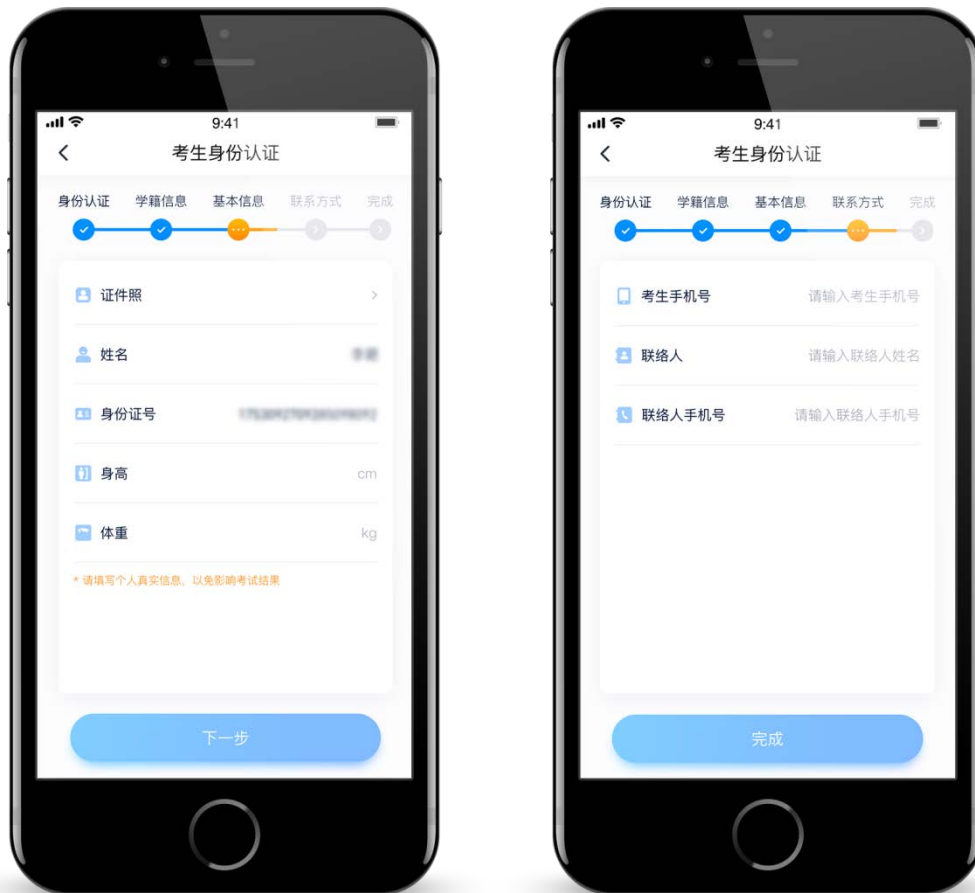 9:41
考生身份认证
身份认证 学籍信息 基本信息 联系方式 完成
证件照
姓名
身份证号
身高 cm
体重 kg
* 请填写个人真实信息，以免影响考试结果
下一步
9:41
考生身份认证
身份认证 学籍信息 基本信息 联系方式 完成
考生手机号 请输入考生手机号
联络人 请输入联络人姓名
联络人手机号 请输入联络人手机号
完成